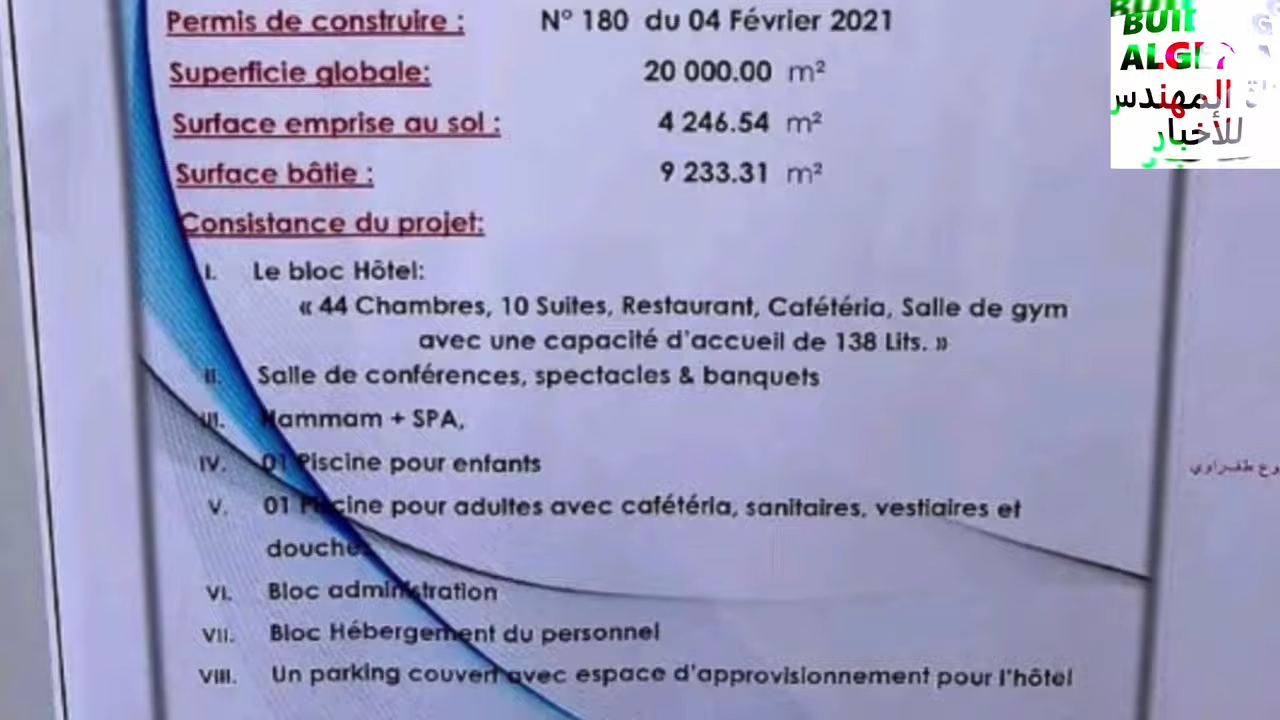 Permis de construire : N° 180 du 04 Février 2021
Superficie globale: 20 000.00 m²
Surface emprise au sol : 4 246.54 m²
Surface bâtie : 9 233.31 m²
Consistance du projet:
I. Le bloc Hôtel:
« 44 Chambres, 10 Suites, Restaurant, Cafétéria, Salle de gym
avec une capacité d'accueil de 138 Lits. »
II. Salle de conférences, spectacles & banquets
III. Hammam + SPA,
IV. 01 Piscine pour enfants
V. 01 Piscine pour adultes avec cafétéria, sanitaires, vestiaires et
douches
VI. Bloc administration
VII. Bloc Hébergement du personnel
VIII. Un parking couvert avec espace d'approvisionnement pour l'hôtel
المهندس
للأخبار